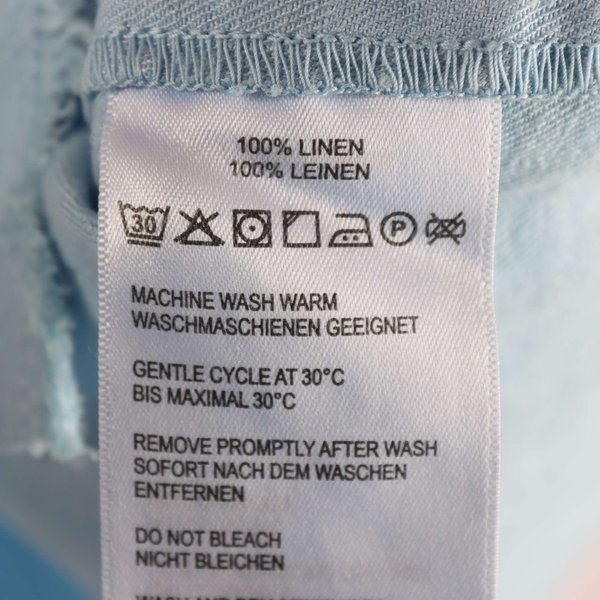 100% LINEN
100% LEINEN
30 P
MACHINE WASH WARM
WASCHMASCHIENEN GEEIGNET
GENTLE CYCLE AT 30°C
BIS MAXIMAL 30°C
REMOVE PROMPTLY AFTER WASH
SOFORT NACH DEM WASCHEN
ENTFERNEN
DO NOT BLEACH
NICHT BLEICHEN